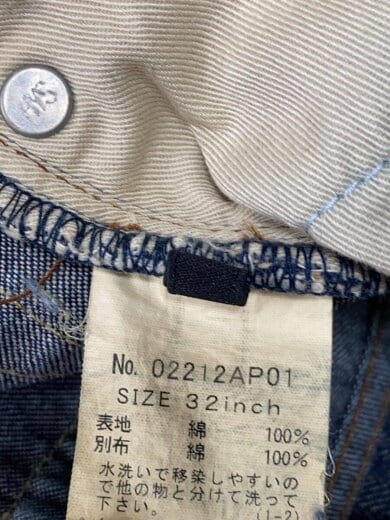 No. 02212AP01
SIZE 32inch
表地 綿 100%
別布 綿 100%
水洗いで移染しやすいの
で他の物と分けて洗って
下さい。 (1-2)